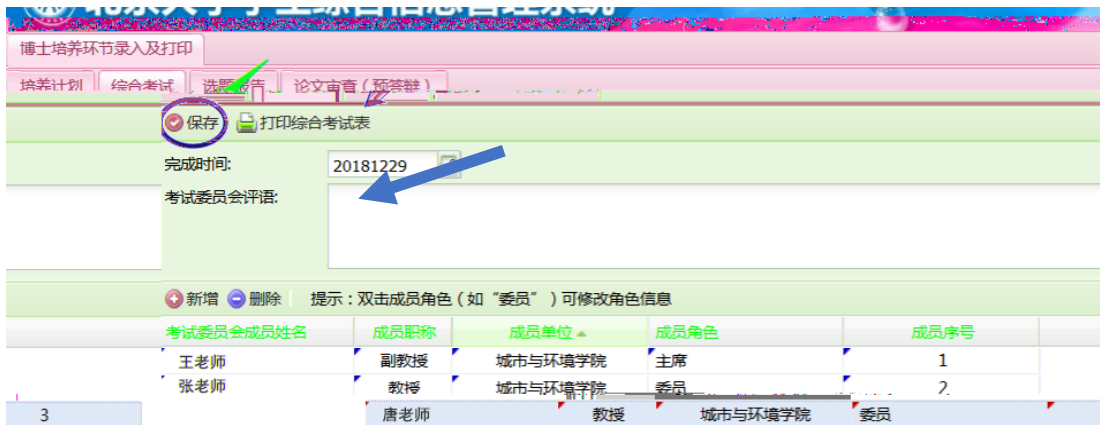 博士培养环节录入及打印
培养计划 综合考试 选题报告 论文审查（预答辩）
保存 打印综合考试表
完成时间: 20181229
考试委员会评语:
新增 删除 提示：双击成员角色（如“委员”）可修改角色信息
考试委员会成员姓名 成员职称 成员单位 成员角色 成员序号
王老师 副教授 城市与环境学院 主席 1
张老师 教授 城市与环境学院 委员 2
3 唐老师 教授 城市与环境学院 委员